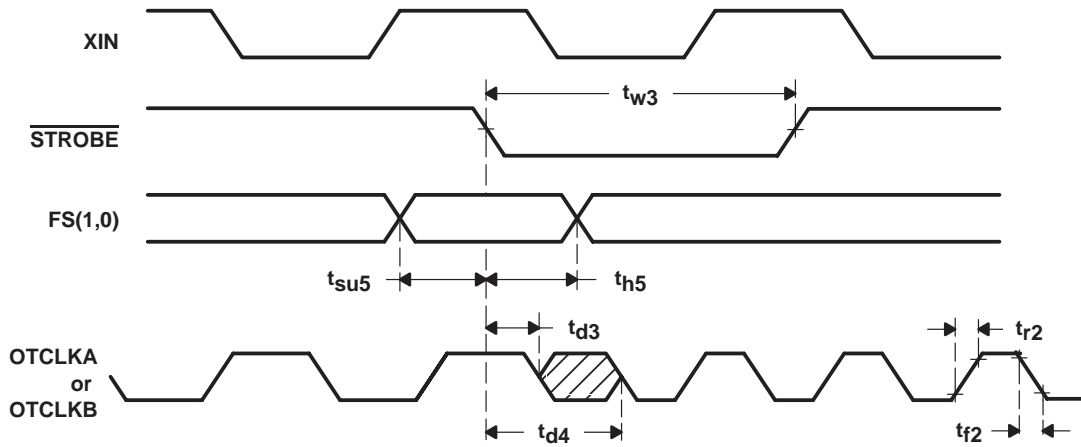 XIN
tw3
STROBE
FS(1,0)
tsu5
th5
td3
tr2
OTCLKA
or
OTCLKB
td4
tf2